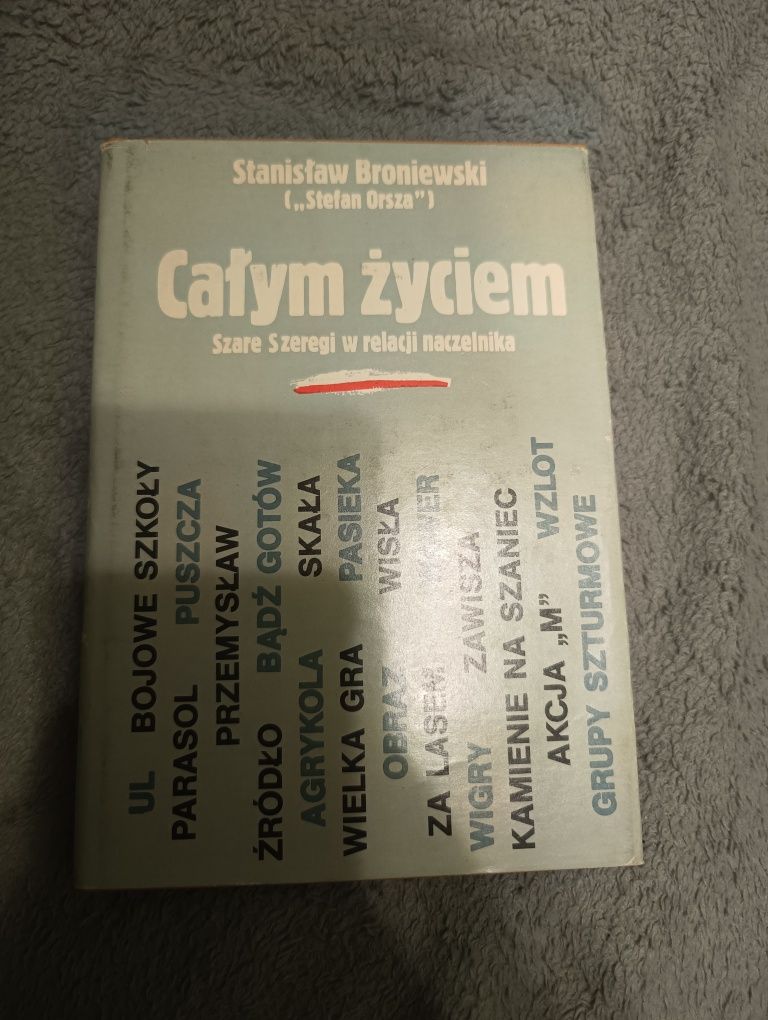 Stanisław Broniewski
(„Stefan Orsza")
Całym życiem
Szare Szeregi w relacji naczelnika
UL BOJOWE SZKOŁY
PARASOL PUSZCZA
PRZEMYSŁAW
ŹRÓDŁO BĄDŹ GOTÓW
AGRYKOLA SKAŁA
WIELKA GRA PASIEKA
OBRAZ WISŁA
ZA LASEM WAWER
WIGRY ZAWISZA
KAMIENIE NA SZANIEC
AKCJA „M" WZLOT
GRUPY SZTURMOWE